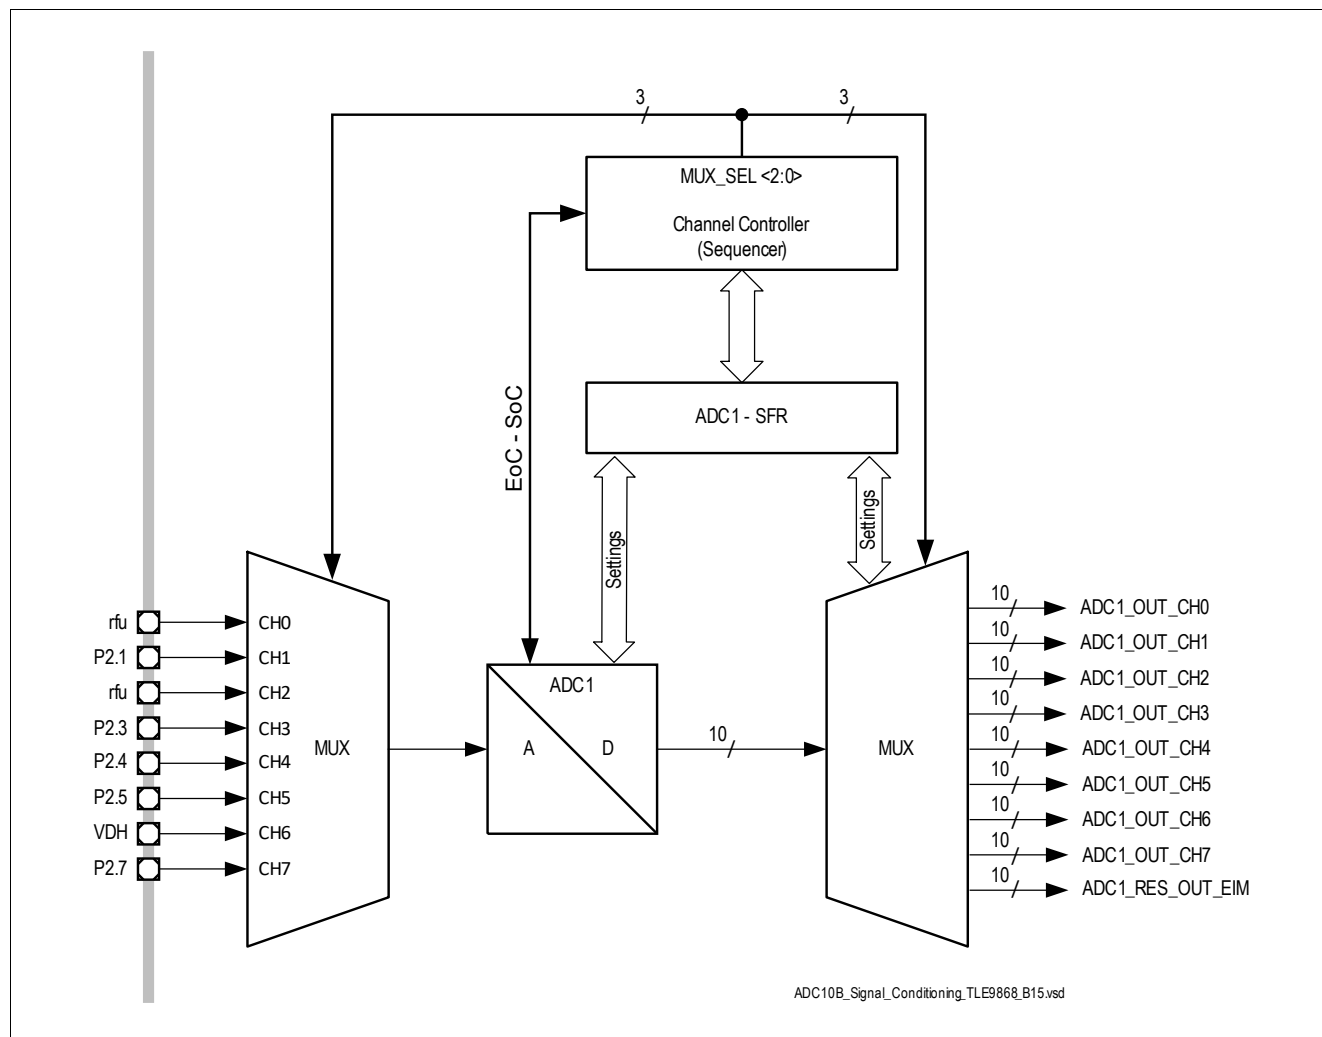 3
3
MUX_SEL <2:0>
Channel Controller
(Sequencer)
ADC1 - SFR
EoC - SoC
Settings
Settings
rfu
P2.1
rfu
P2.3
P2.4
P2.5
VDH
P2.7
CH0
CH1
CH2
CH3
CH4
CH5
CH6
CH7
MUX
ADC1
A
D
10
MUX
10
ADC1_OUT_CH0
10
ADC1_OUT_CH1
10
ADC1_OUT_CH2
10
ADC1_OUT_CH3
10
ADC1_OUT_CH4
10
ADC1_OUT_CH5
10
ADC1_OUT_CH6
10
ADC1_OUT_CH7
10
ADC1_RES_OUT_EIM
ADC10B_Signal_Conditioning_TLE9868_B15.vsd